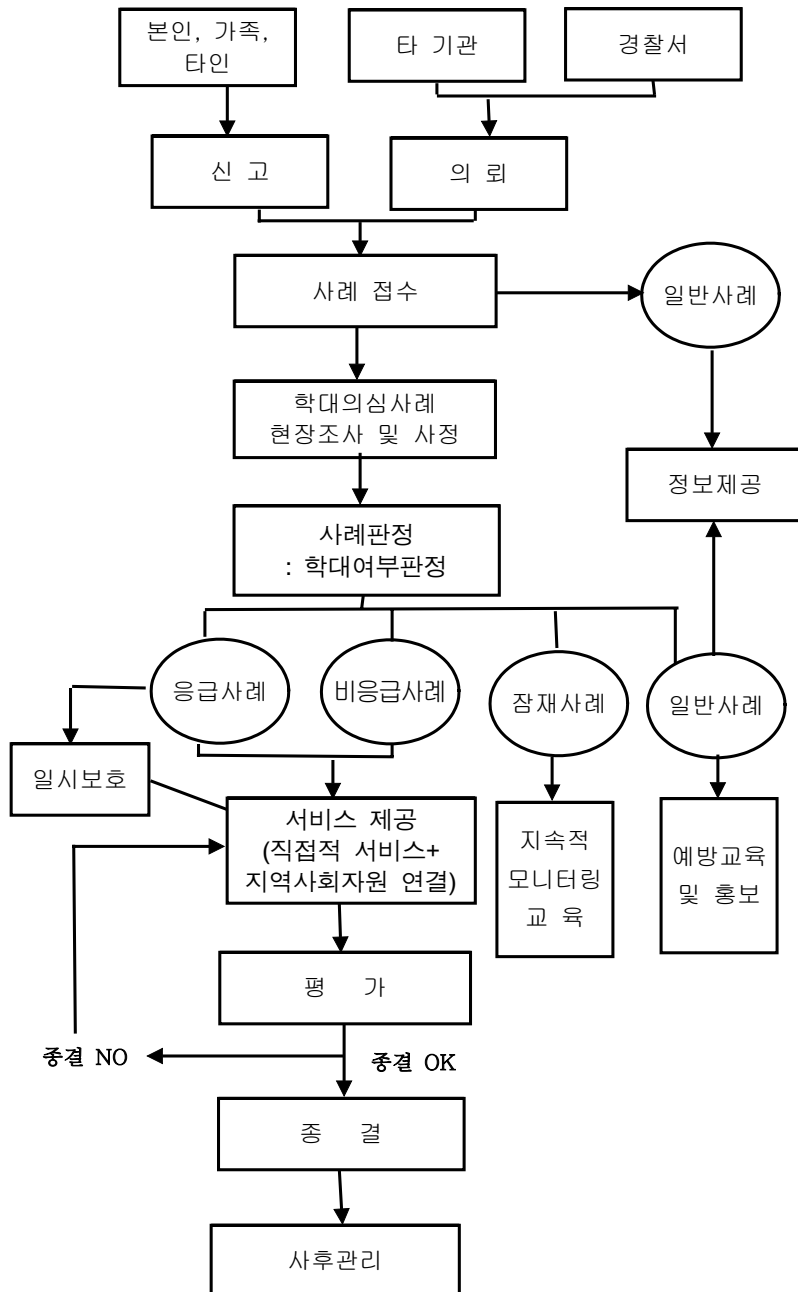 본인, 가족,
타인
타 기관
경찰서
신 고
의 뢰
사례 접수
일반사례
학대의심사례
현장조사 및 사정
정보제공
사례판정
: 학대여부판정
응급사례
비응급사례
잠재사례
일반사례
일시보호
서비스 제공
(직접적 서비스+
지역사회자원 연결)
지속적
모니터링
교 육
예방교육
및 홍보
평 가
종결 NO
종결 OK
종 결
사후관리